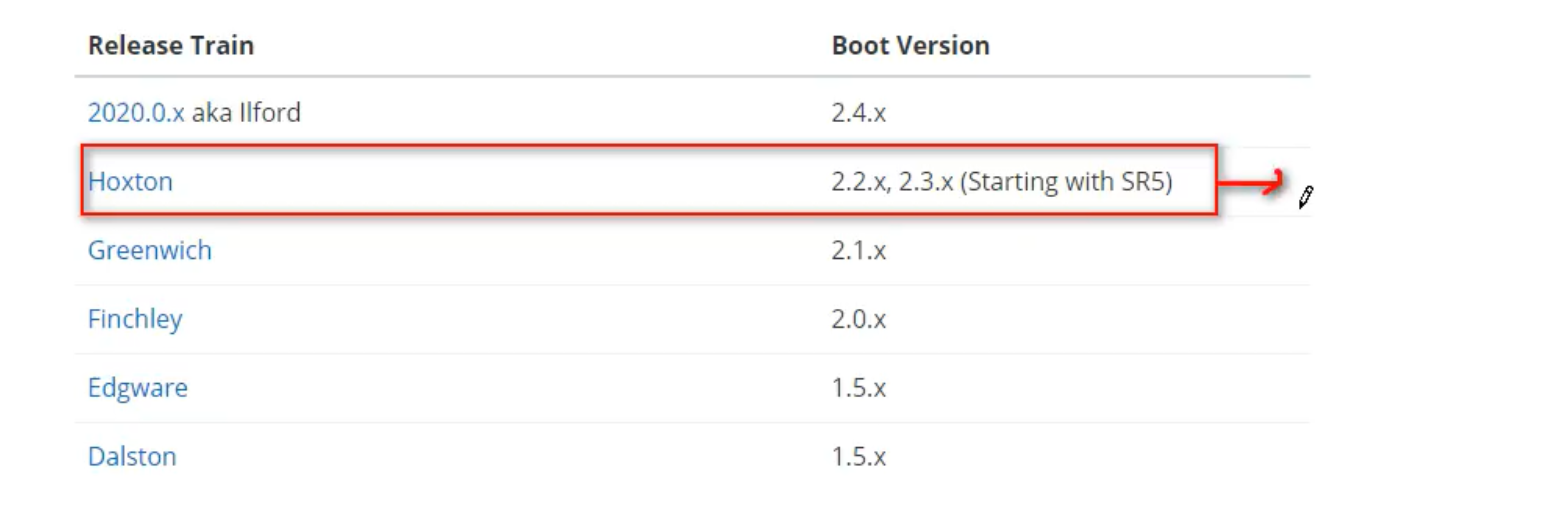 Release Train Boot Version
2020.0.x aka Ilford 2.4.x
Hoxton 2.2.x, 2.3.x (Starting with SR5)
Greenwich 2.1.x
Finchley 2.0.x
Edgware 1.5.x
Dalston 1.5.x